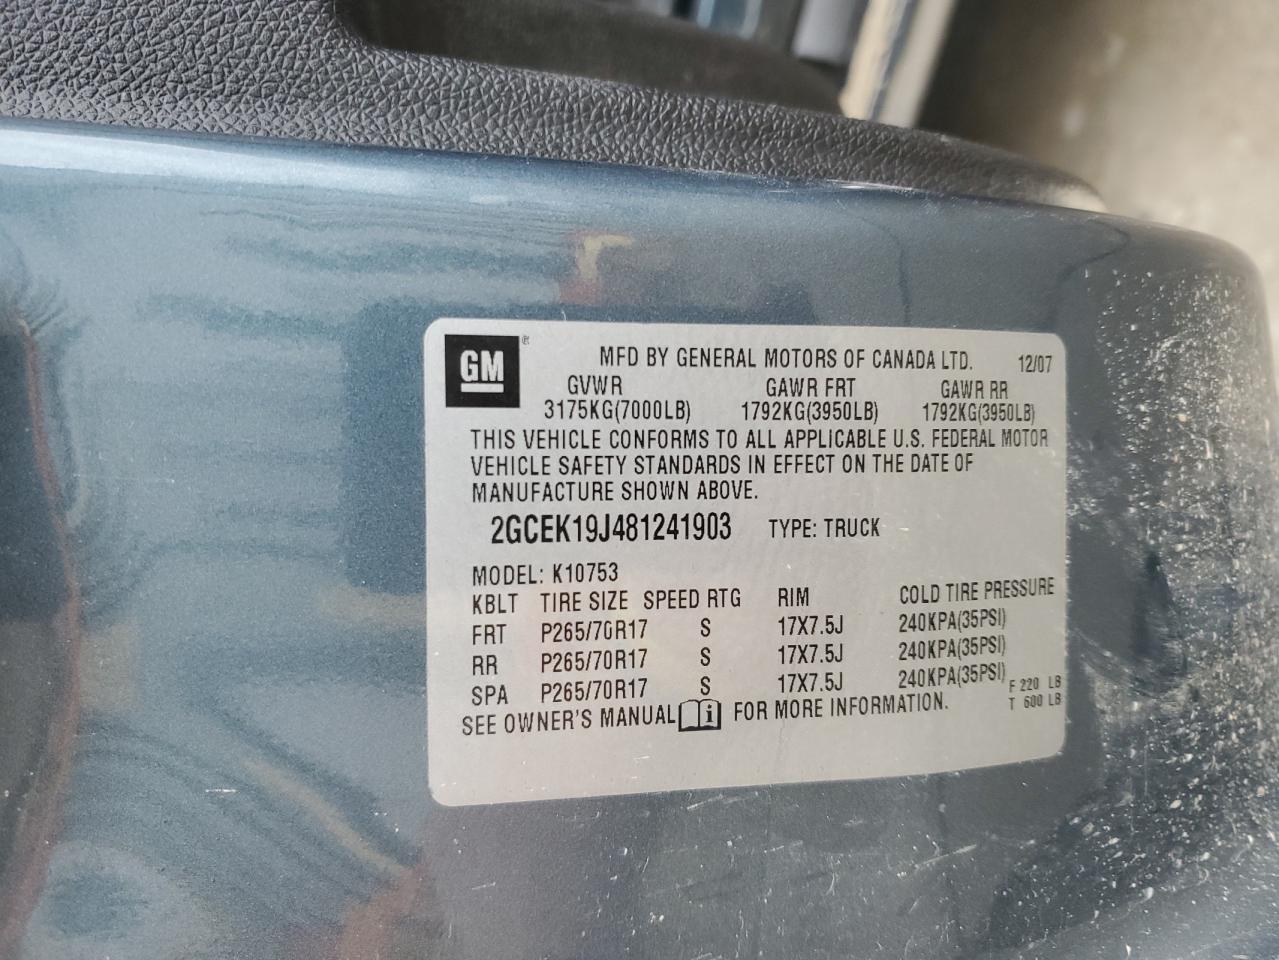 GM ®
MFD BY GENERAL MOTORS OF CANADA LTD. 12/07
GVWR GAWR FRT GAWR RR
3175KG(7000LB) 1792KG(3950LB) 1792KG(3950LB)
THIS VEHICLE CONFORMS TO ALL APPLICABLE U.S. FEDERAL MOTOR
VEHICLE SAFETY STANDARDS IN EFFECT ON THE DATE OF
MANUFACTURE SHOWN ABOVE.
2GCEK19J481241903 TYPE: TRUCK
MODEL: K10753
KBLT TIRE SIZE SPEED RTG RIM COLD TIRE PRESSURE
FRT P265/70R17 S 17X7.5J 240KPA(35PSI)
RR P265/70R17 S 17X7.5J 240KPA(35PSI)
SPA P265/70R17 S 17X7.5J 240KPA(35PSI)
F 220 LB
T 600 LB
SEE OWNER'S MANUAL i FOR MORE INFORMATION.